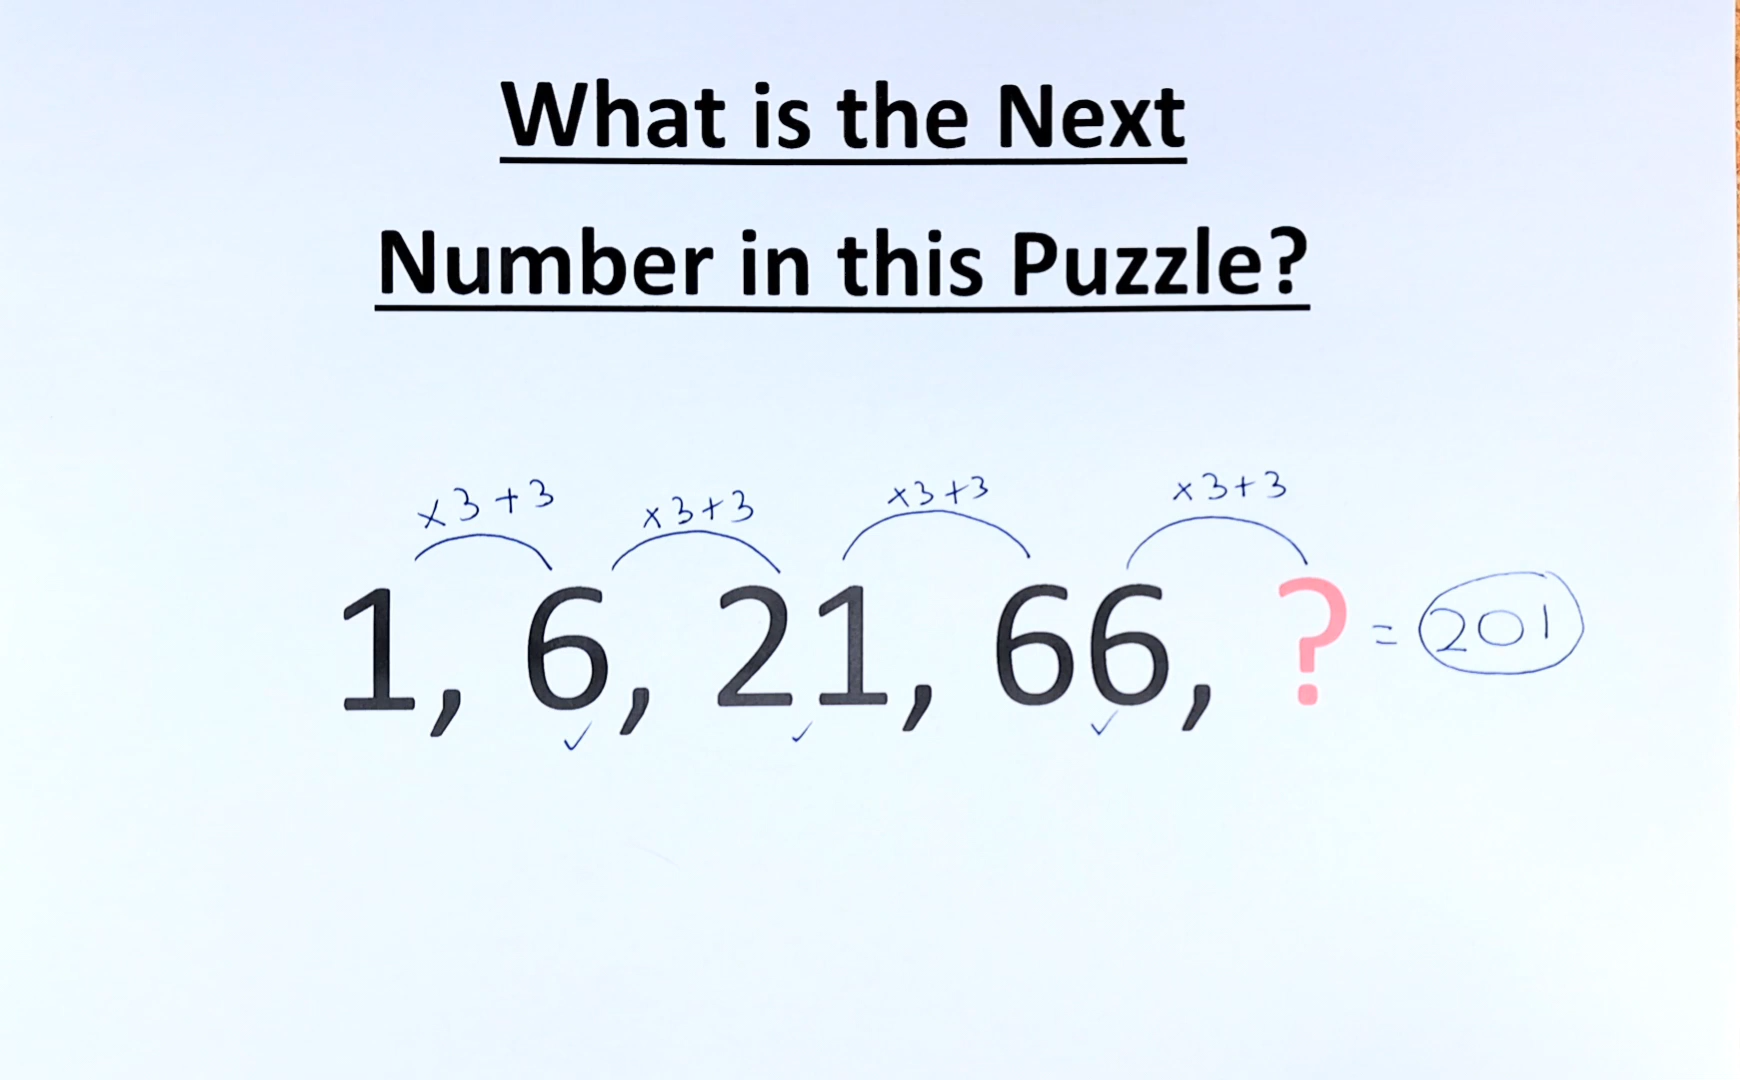 What is the Next
Number in this Puzzle?
×3+3 ×3+3 ×3+3 ×3+3
1, 6, 21, 66, ? = 201